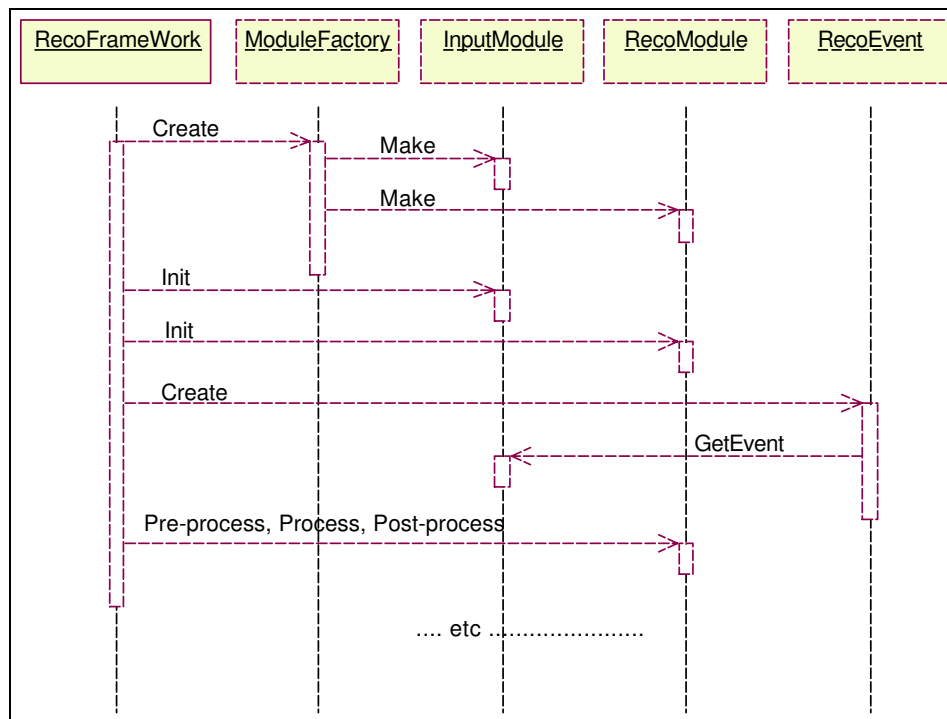 RecoFrameWork
ModuleFactory
InputModule
RecoModule
RecoEvent
Create
Make
Make
Init
Init
Create
GetEvent
Pre-process, Process, Post-process
.... etc .......................